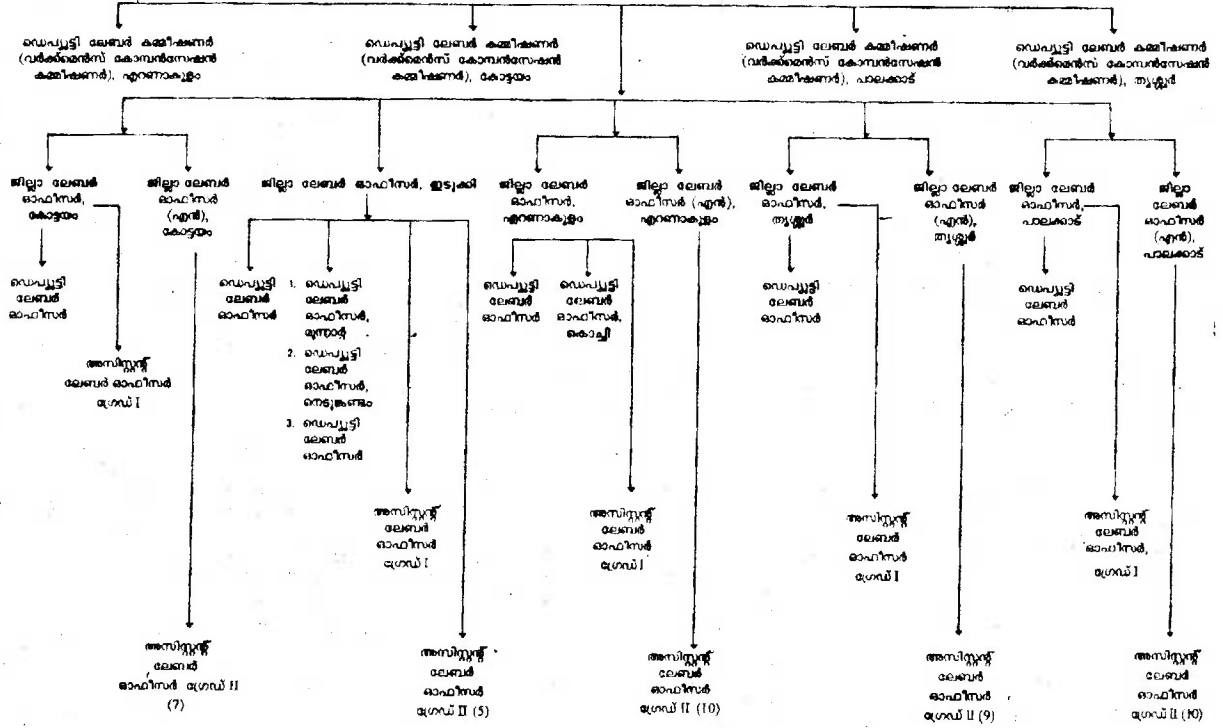 ഡെപ്യൂട്ടി ലേബർ കമ്മീഷണർ
(വർക്ക്മെൻസ് കോമ്പൻസേഷൻ
കമ്മീഷണർ), എറണാകുളം
ഡെപ്യൂട്ടി ലേബർ കമ്മീഷണർ
(വർക്ക്മെൻസ് കോമ്പൻസേഷൻ
കമ്മീഷണർ), കോട്ടയം
ഡെപ്യൂട്ടി ലേബർ കമ്മീഷണർ
(വർക്ക്മെൻസ് കോമ്പൻസേഷൻ
കമ്മീഷണർ), പാലക്കാട്
ഡെപ്യൂട്ടി ലേബർ കമ്മീഷണർ
(വർക്ക്മെൻസ് കോമ്പൻസേഷൻ
കമ്മീഷണർ), തൃശ്ശൂർ
ജില്ലാ ലേബർ
ഓഫീസർ,
കോട്ടയം
ജില്ലാ ലേബർ
ഓഫീസർ
(എൻ),
കോട്ടയം
ജില്ലാ ലേബർ ഓഫീസർ, ഇടുക്കി
ജില്ലാ ലേബർ
ഓഫീസർ,
എറണാകുളം
ജില്ലാ ലേബർ
ഓഫീസർ (എൻ),
എറണാകുളം
ജില്ലാ ലേബർ
ഓഫീസർ,
തൃശ്ശൂർ
ജില്ലാ ലേബർ
ഓഫീസർ
(എൻ),
തൃശ്ശൂർ
ജില്ലാ ലേബർ
ഓഫീസർ,
പാലക്കാട്
ജില്ലാ
ലേബർ
ഓഫീസർ
(എൻ),
പാലക്കാട്
ഡെപ്യൂട്ടി
ലേബർ
ഓഫീസർ
ഡെപ്യൂട്ടി
ലേബർ
ഓഫീസർ
1. ഡെപ്യൂട്ടി
ലേബർ
ഓഫീസർ,
മൂന്നാറ്
2. ഡെപ്യൂട്ടി
ലേബർ
ഓഫീസർ,
നെടുങ്കണ്ടം
3. ഡെപ്യൂട്ടി
ലേബർ
ഓഫീസർ
ഡെപ്യൂട്ടി
ലേബർ
ഓഫീസർ
ഡെപ്യൂട്ടി
ലേബർ
ഓഫീസർ,
കൊച്ചി
ഡെപ്യൂട്ടി
ലേബർ
ഓഫീസർ
ഡെപ്യൂട്ടി
ലേബർ
ഓഫീസർ
അസിസ്റ്റന്റ്
ലേബർ ഓഫീസർ
ഗ്രേഡ് I
അസിസ്റ്റന്റ്
ലേബർ
ഓഫീസർ
ഗ്രേഡ് I
അസിസ്റ്റന്റ്
ലേബർ
ഓഫീസർ
ഗ്രേഡ് I
അസിസ്റ്റന്റ്
ലേബർ
ഓഫീസർ
ഗ്രേഡ് I
അസിസ്റ്റന്റ്
ലേബർ
ഓഫീസർ,
ഗ്രേഡ് I
അസിസ്റ്റന്റ്
ലേബർ
ഓഫീസർ ഗ്രേഡ് II
(7)
അസിസ്റ്റന്റ്
ലേബർ
ഓഫീസർ
ഗ്രേഡ് II (5)
അസിസ്റ്റന്റ്
ലേബർ
ഓഫീസർ
ഗ്രേഡ് II (10)
അസിസ്റ്റന്റ്
ലേബർ
ഓഫീസർ
ഗ്രേഡ് II (9)
അസിസ്റ്റന്റ്
ലേബർ
ഓഫീസർ
ഗ്രേഡ് II (10)